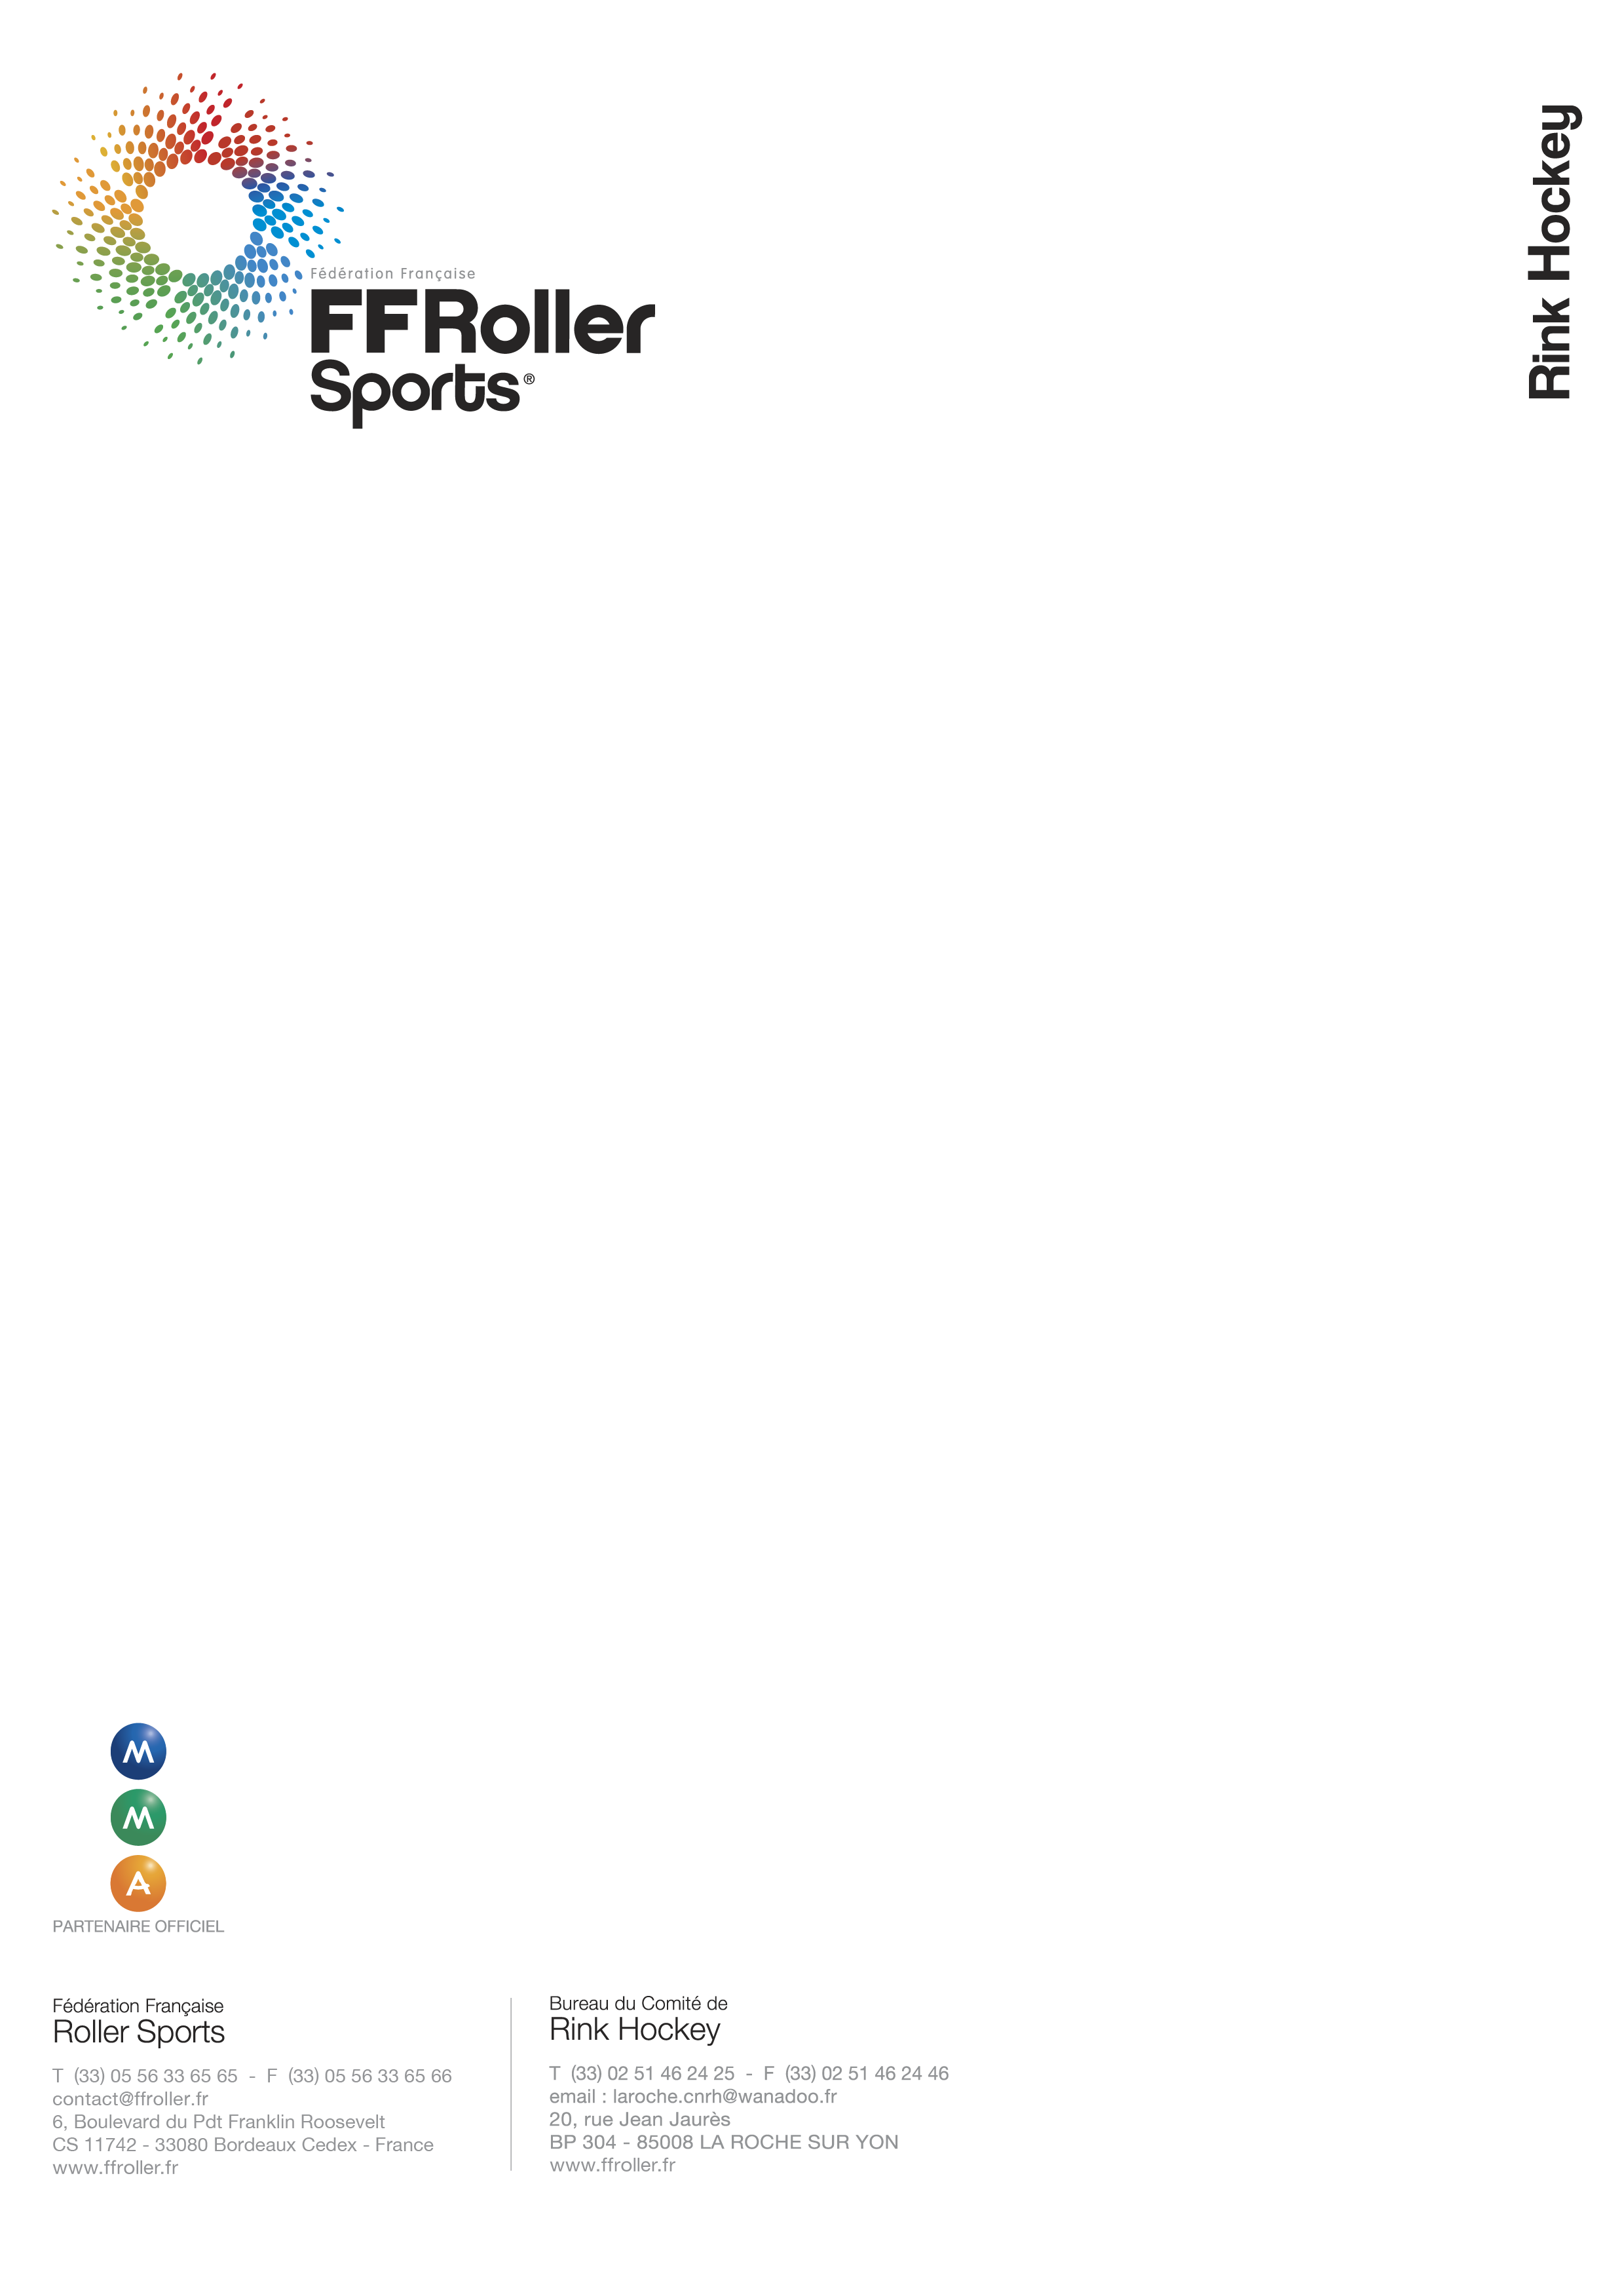 Fédération Française
FFRoller
Sports®
Rink Hockey
M
M
A
PARTENAIRE OFFICIEL
Fédération Française
Roller Sports
T (33) 05 56 33 65 65 - F (33) 05 56 33 65 66
contact@ffroller.fr
6, Boulevard du Pdt Franklin Roosevelt
CS 11742 - 33080 Bordeaux Cedex - France
www.ffroller.fr
Bureau du Comité de
Rink Hockey
T (33) 02 51 46 24 25 - F (33) 02 51 46 24 46
email : laroche.cnrh@wanadoo.fr
20, rue Jean Jaurès
BP 304 - 85008 LA ROCHE SUR YON
www.ffroller.fr